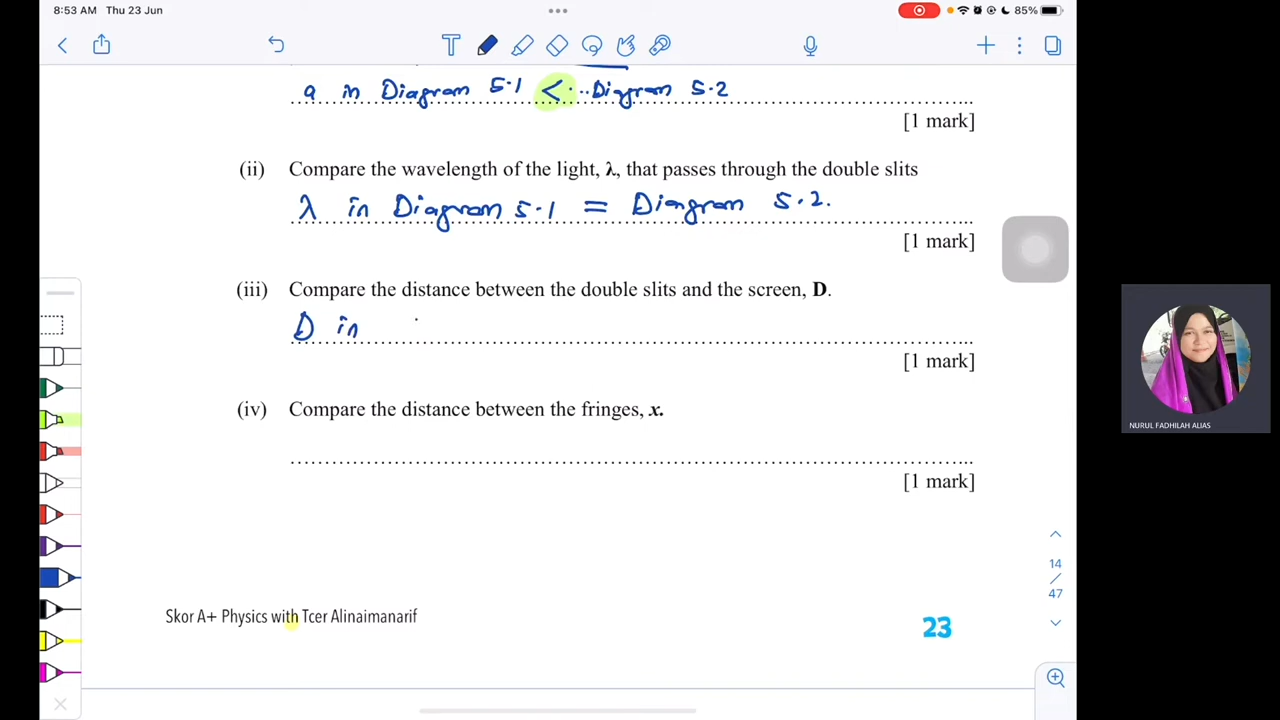 8:53 AM Thu 23 Jun
85%
a in Diagram 5.1 < Diagram 5.2
[1 mark]
(ii) Compare the wavelength of the light, λ, that passes through the double slits
λ in Diagram 5.1 = Diagram 5.2.
[1 mark]
(iii) Compare the distance between the double slits and the screen, D.
D in
[1 mark]
(iv) Compare the distance between the fringes, x.
[1 mark]
14
/
47
Skor A+ Physics with Tcer Alinaimanarif
23
NURUL FADHILAH ALIAS